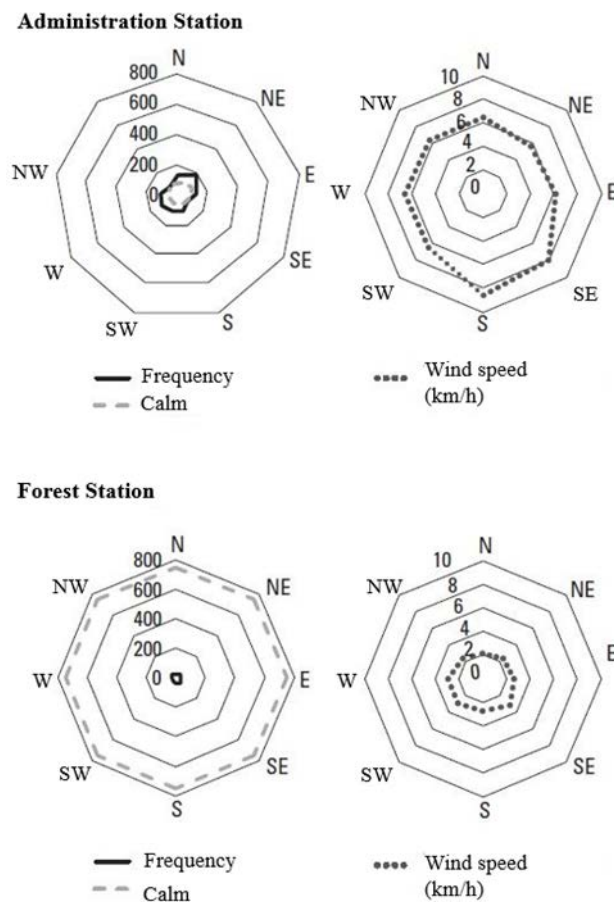 Administration Station
N
NE
E
SE
S
SW
W
NW
800
600
400
200
0
Frequency
Calm
N
NE
E
SE
S
SW
W
NW
10
8
6
4
2
0
Wind speed
(km/h)
Forest Station
N
NE
E
SE
S
SW
W
NW
800
600
400
200
0
Frequency
Calm
N
NE
E
SE
S
SW
W
NW
10
8
6
4
2
0
Wind speed
(km/h)